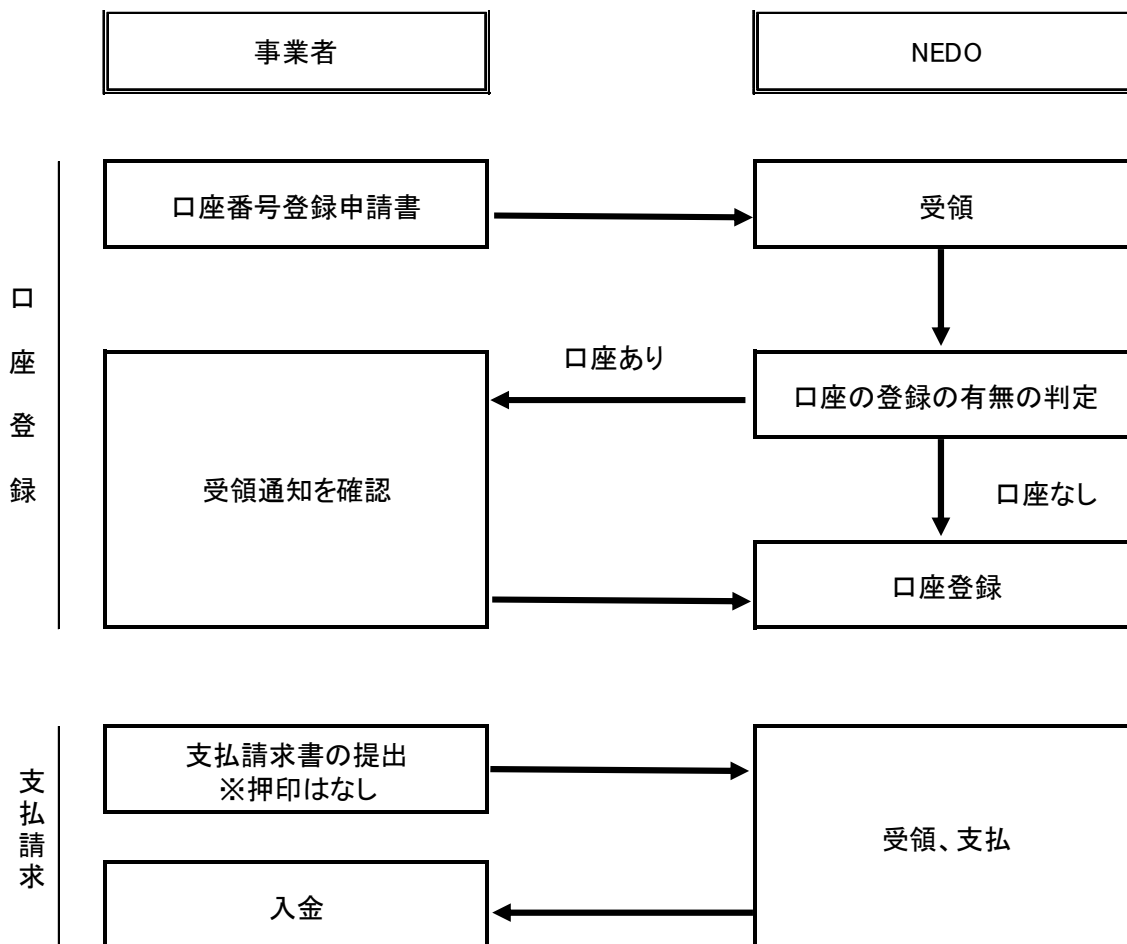 事業者
NEDO
口座登録
口座番号登録申請書
受領
口座あり
口座の登録の有無の判定
受領通知を確認
口座なし
口座登録
支払請求
支払請求書の提出
※押印はなし
受領、支払
入金